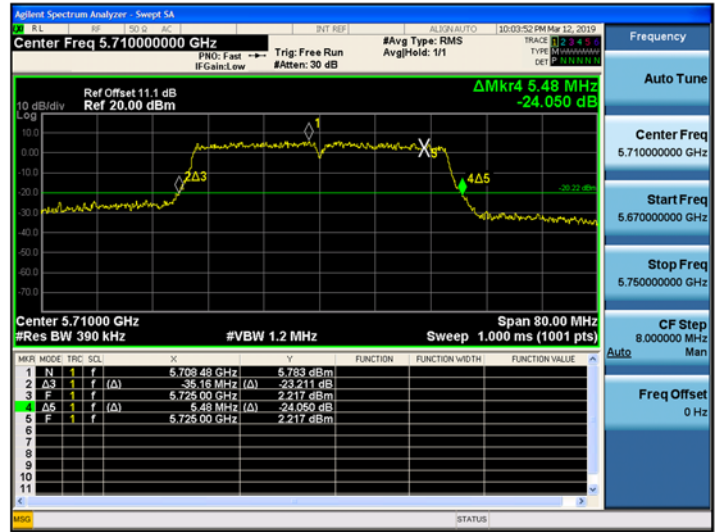 Agilent Spectrum Analyzer - Swept SA
RL RF 50 Ω AC INT REF ALIGN AUTO 10:03:52 PM Mar 12, 2019
Center Freq 5.710000000 GHz
PNO: Fast
IFGain:Low
Trig: Free Run
#Atten: 30 dB
#Avg Type: RMS
Avg|Hold: 1/1
TRACE 1 2 3 4 5 6
TYPE
DET P N N N N N
ΔMkr4 5.48 MHz
-24.050 dB
Ref Offset 11.1 dB
10 dB/div Ref 20.00 dBm
Log
10.0
0.00
-10.0
-20.0
-30.0
-40.0
-50.0
-60.0
-70.0
1
2Δ3
5
4Δ5
-20.22 dBm
Center 5.71000 GHz Span 80.00 MHz
#Res BW 390 kHz #VBW 1.2 MHz Sweep 1.000 ms (1001 pts)
MKR MODE TRC SCL X Y FUNCTION FUNCTION WIDTH FUNCTION VALUE
1 N 1 f 5.708 48 GHz 5.783 dBm
2 Δ3 1 f (Δ) -35.16 MHz (Δ) -23.211 dB
3 F 1 f 5.725 00 GHz 2.217 dBm
4 Δ5 1 f (Δ) 5.48 MHz (Δ) -24.050 dB
5 F 1 f 5.725 00 GHz 2.217 dBm
6
7
8
9
10
11
MSG STATUS
Frequency
Auto Tune
Center Freq
5.710000000 GHz
Start Freq
5.670000000 GHz
Stop Freq
5.750000000 GHz
CF Step
8.000000 MHz
Auto Man
Freq Offset
0 Hz